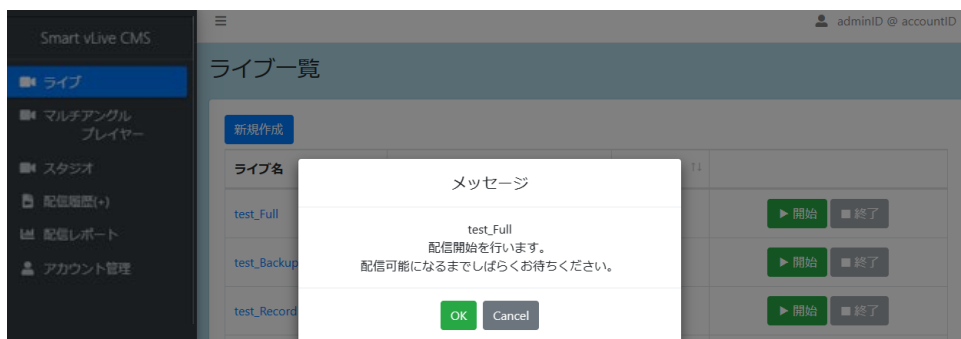 Smart vLive CMS
adminID @ accountID
ライブ
マルチアングル
プレイヤー
スタジオ
配信履歴(+)
配信レポート
アカウント管理
ライブ一覧
新規作成
ライブ名
test_Full
開始
終了
test_Backup
開始
終了
test_Record
開始
終了
メッセージ
test_Full
配信開始を行います。
配信可能になるまでしばらくお待ちください。
OK
Cancel